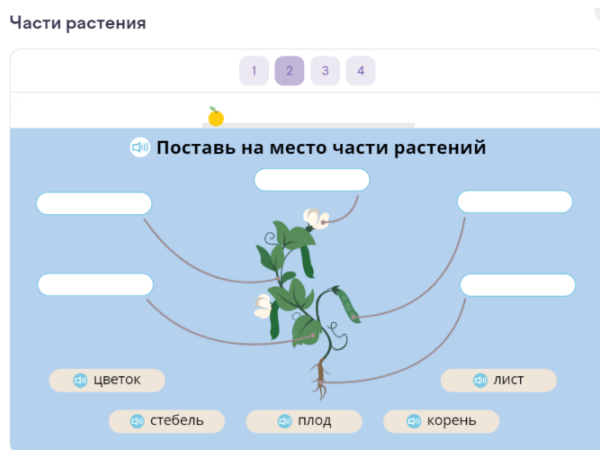 Части растения
1 2 3 4
Поставь на место части растений
цветок лист
стебель плод корень